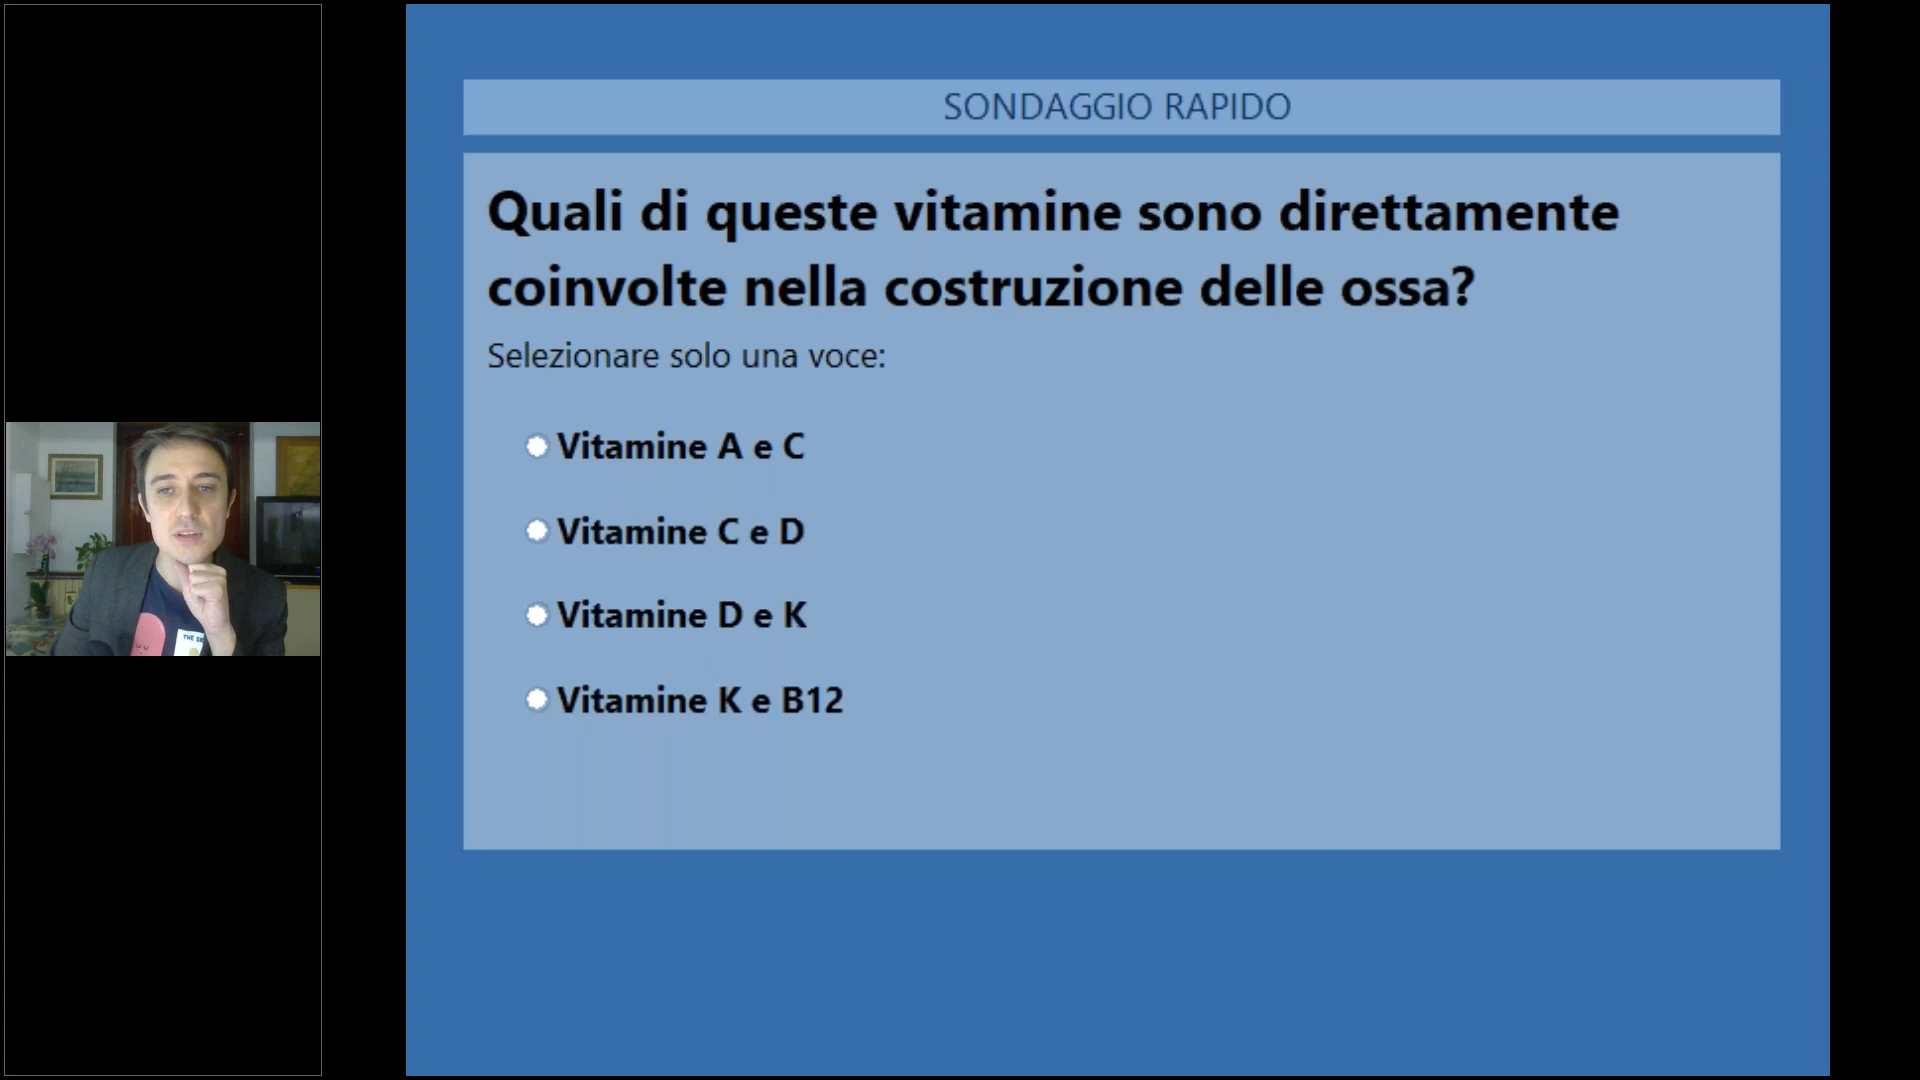 SONDAGGIO RAPIDO
Quali di queste vitamine sono direttamente
coinvolte nella costruzione delle ossa?
Selezionare solo una voce:
Vitamine A e C
Vitamine C e D
Vitamine D e K
Vitamine K e B12
THE